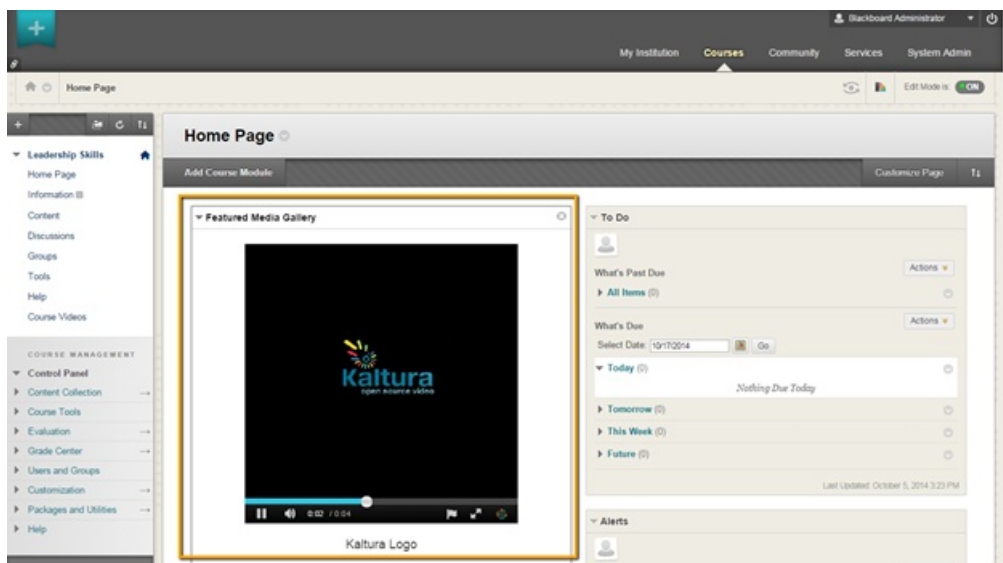 Blackboard Administrator
My Institution Courses Community Services System Admin
Home Page
Edit Mode is: ON
Leadership Skills
Home Page
Information
Content
Discussions
Groups
Tools
Help
Course Videos
COURSE MANAGEMENT
Control Panel
Content Collection
Course Tools
Evaluation
Grade Center
Users and Groups
Customization
Packages and Utilities
Help
Home Page
Add Course Module
Customize Page
Featured Media Gallery
Kaltura
open source video
0:02 / 0:04
Kaltura Logo
To Do
What's Past Due
Actions
All Items (0)
What's Due
Actions
Select Date: 10/17/2014 Go
Today (0)
Nothing Due Today
Tomorrow (0)
This Week (0)
Future (0)
Last Updated: October 5, 2014 3:23 PM
Alerts